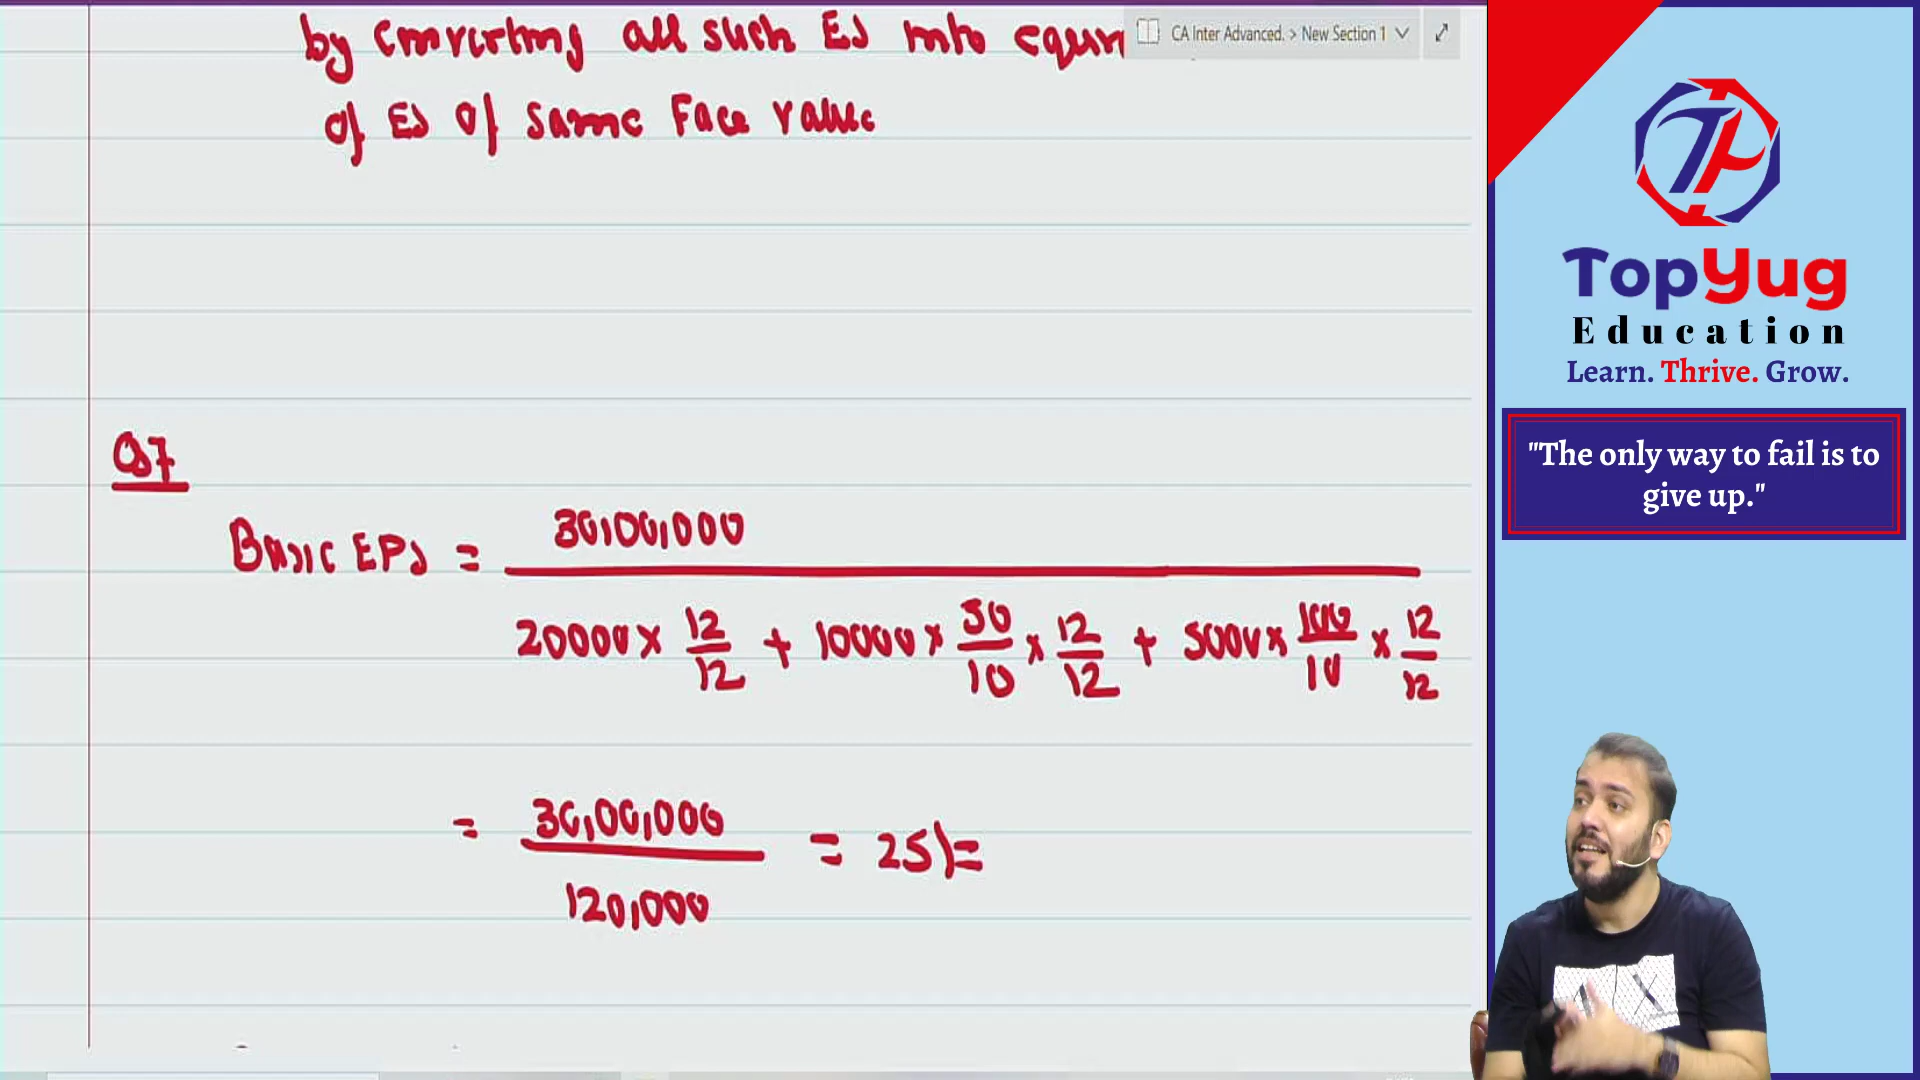 by converting all such ES into
CA Inter Advanced. > New Section 1
of ES of same Face value
Q7
Basic EPS = 30,00,000
20000 x 12/12 + 10000 x 50/10 x 12/12 + 5000 x 100/10 x 12/12
= 30,00,000 / 120,000 = 25/=
TopYug
Education
Learn. Thrive. Grow.
"The only way to fail is to
give up."